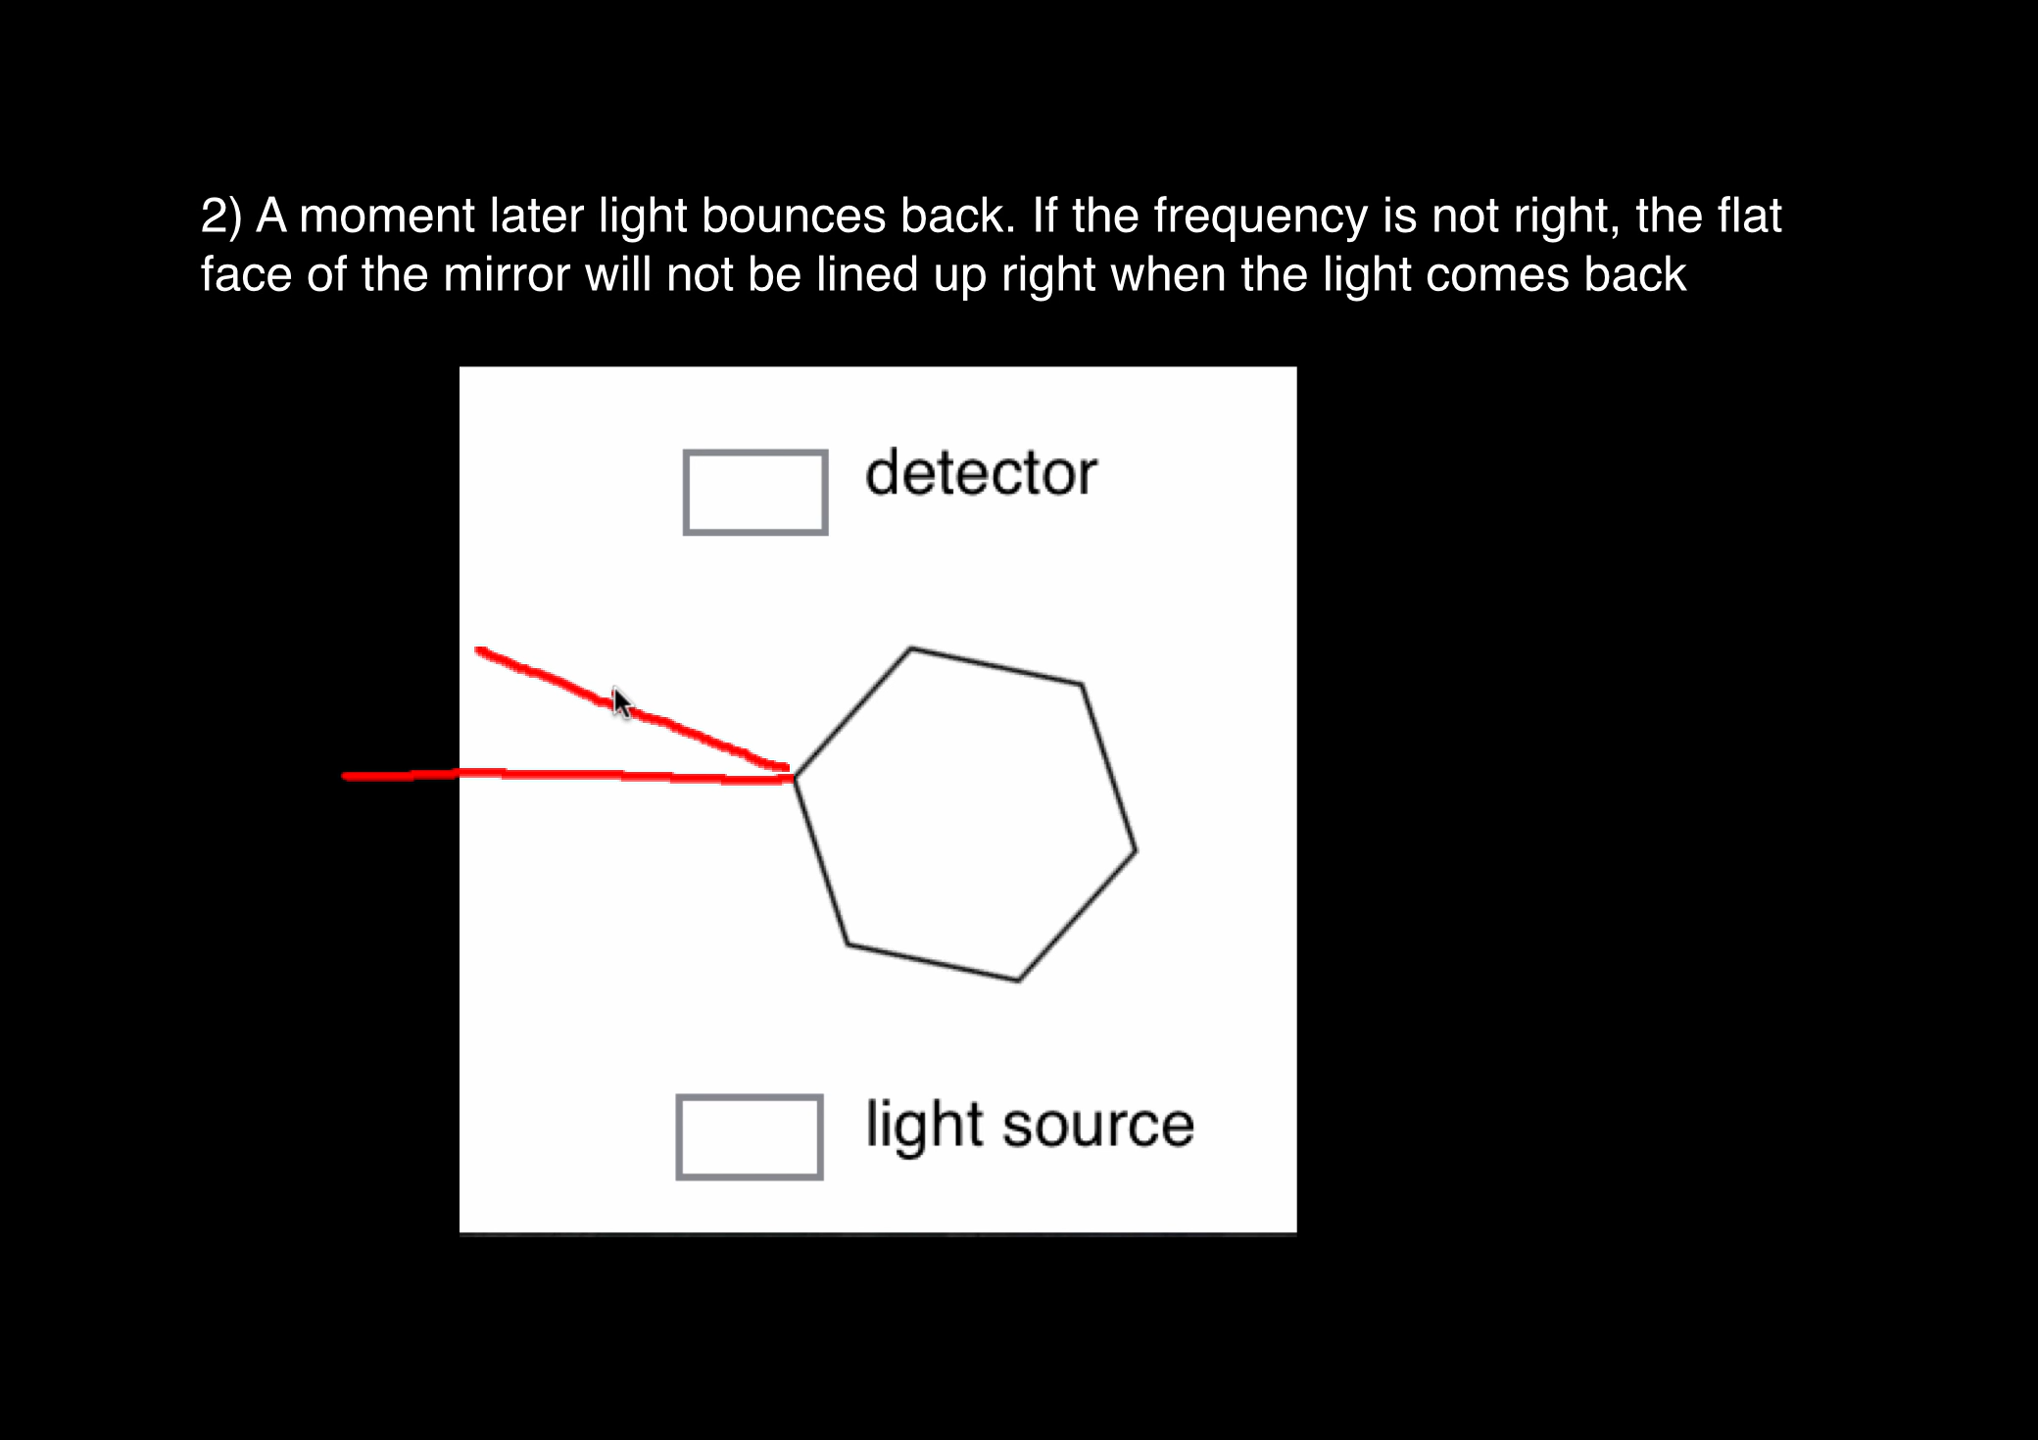 2) A moment later light bounces back. If the frequency is not right, the flat
face of the mirror will not be lined up right when the light comes back
detector
light source